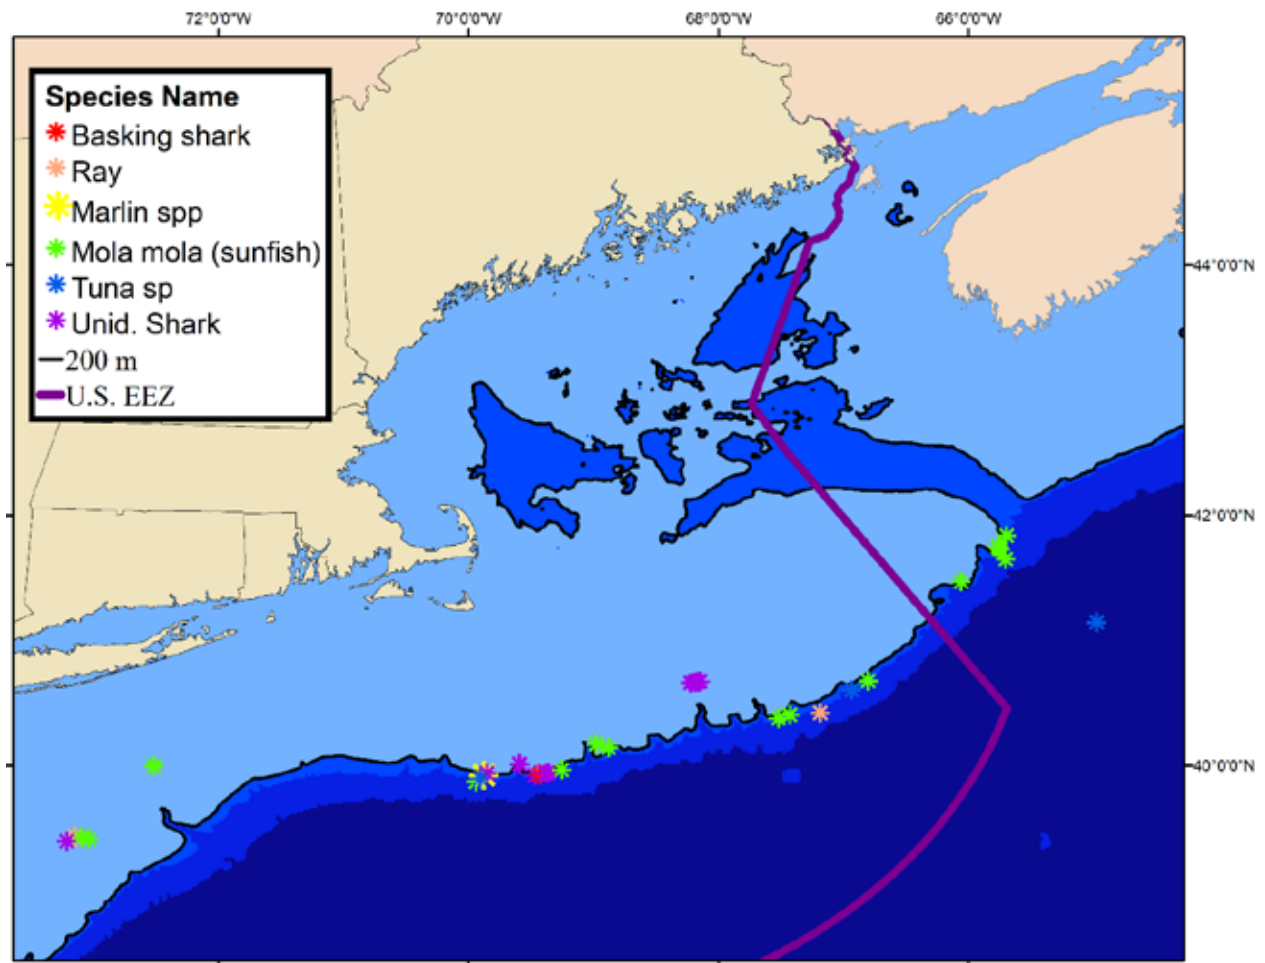 72°0'0"W 70°0'0"W 68°0'0"W 66°0'0"W
Species Name
Basking shark
Ray
Marlin spp
Mola mola (sunfish)
Tuna sp
Unid. Shark
200 m
U.S. EEZ
44°0'0"N
42°0'0"N
40°0'0"N